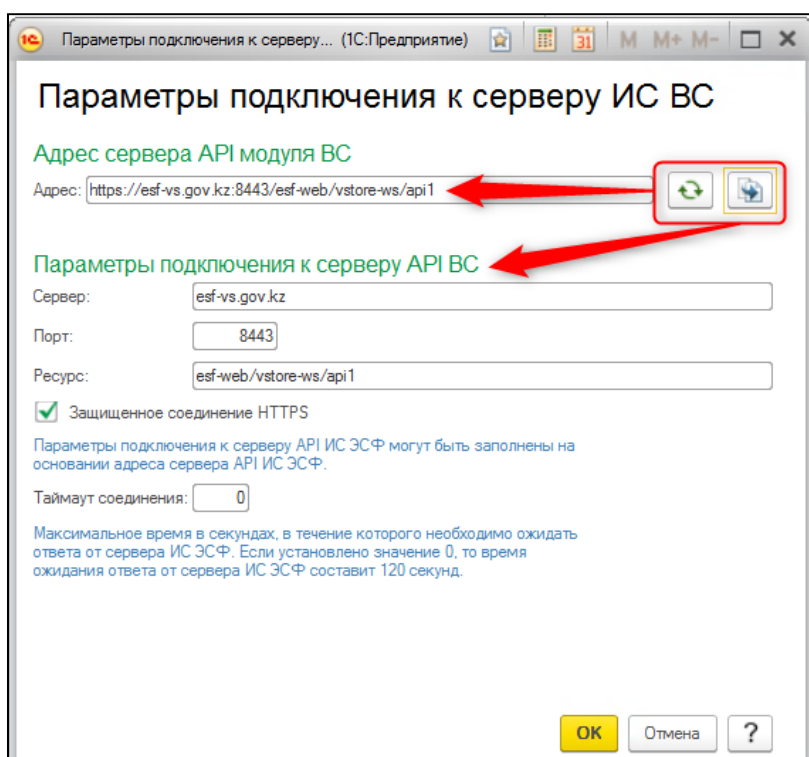 Параметры подключения к серверу... (1С:Предприятие) 31 M M+ M-
Параметры подключения к серверу ИС ВС
Адрес сервера API модуля ВС
Адрес: https://esf-vs.gov.kz:8443/esf-web/vstore-ws/api1
Параметры подключения к серверу API ВС
Сервер: esf-vs.gov.kz
Порт: 8443
Ресурс: esf-web/vstore-ws/api1
Защищенное соединение HTTPS
Параметры подключения к серверу API ИС ЭСФ могут быть заполнены на
основании адреса сервера API ИС ЭСФ.
Таймаут соединения: 0
Максимальное время в секундах, в течение которого необходимо ожидать
ответа от сервера ИС ЭСФ. Если установлено значение 0, то время
ожидания ответа от сервера ИС ЭСФ составит 120 секунд.
ОК Отмена ?